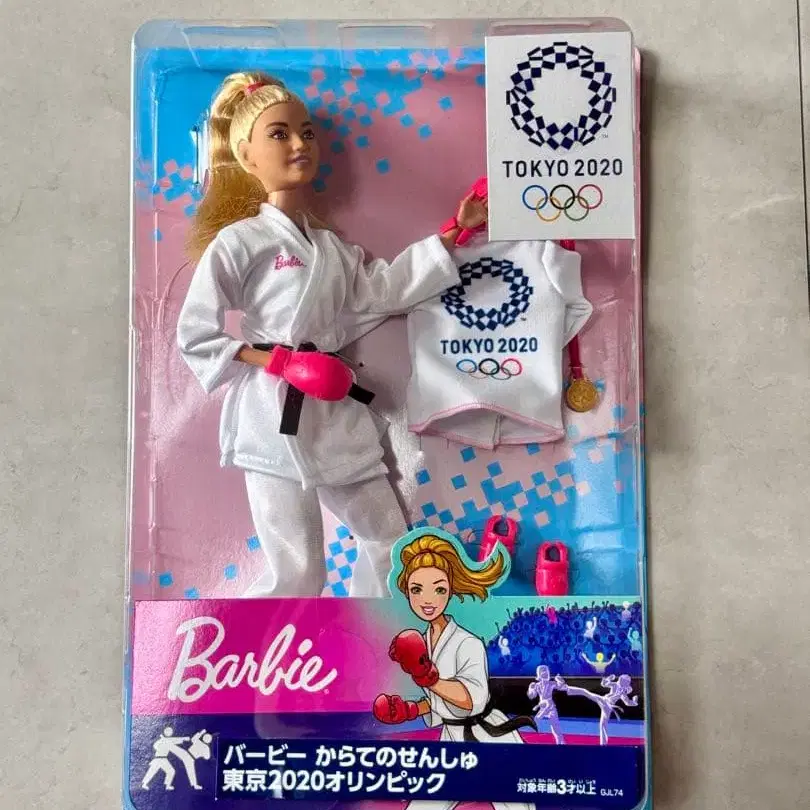 TOKYO 2020
Barbie
TOKYO 2020
Barbie
バービー からてのせんしゅ
東京2020オリンピック
対象年齢3才以上 GJL74